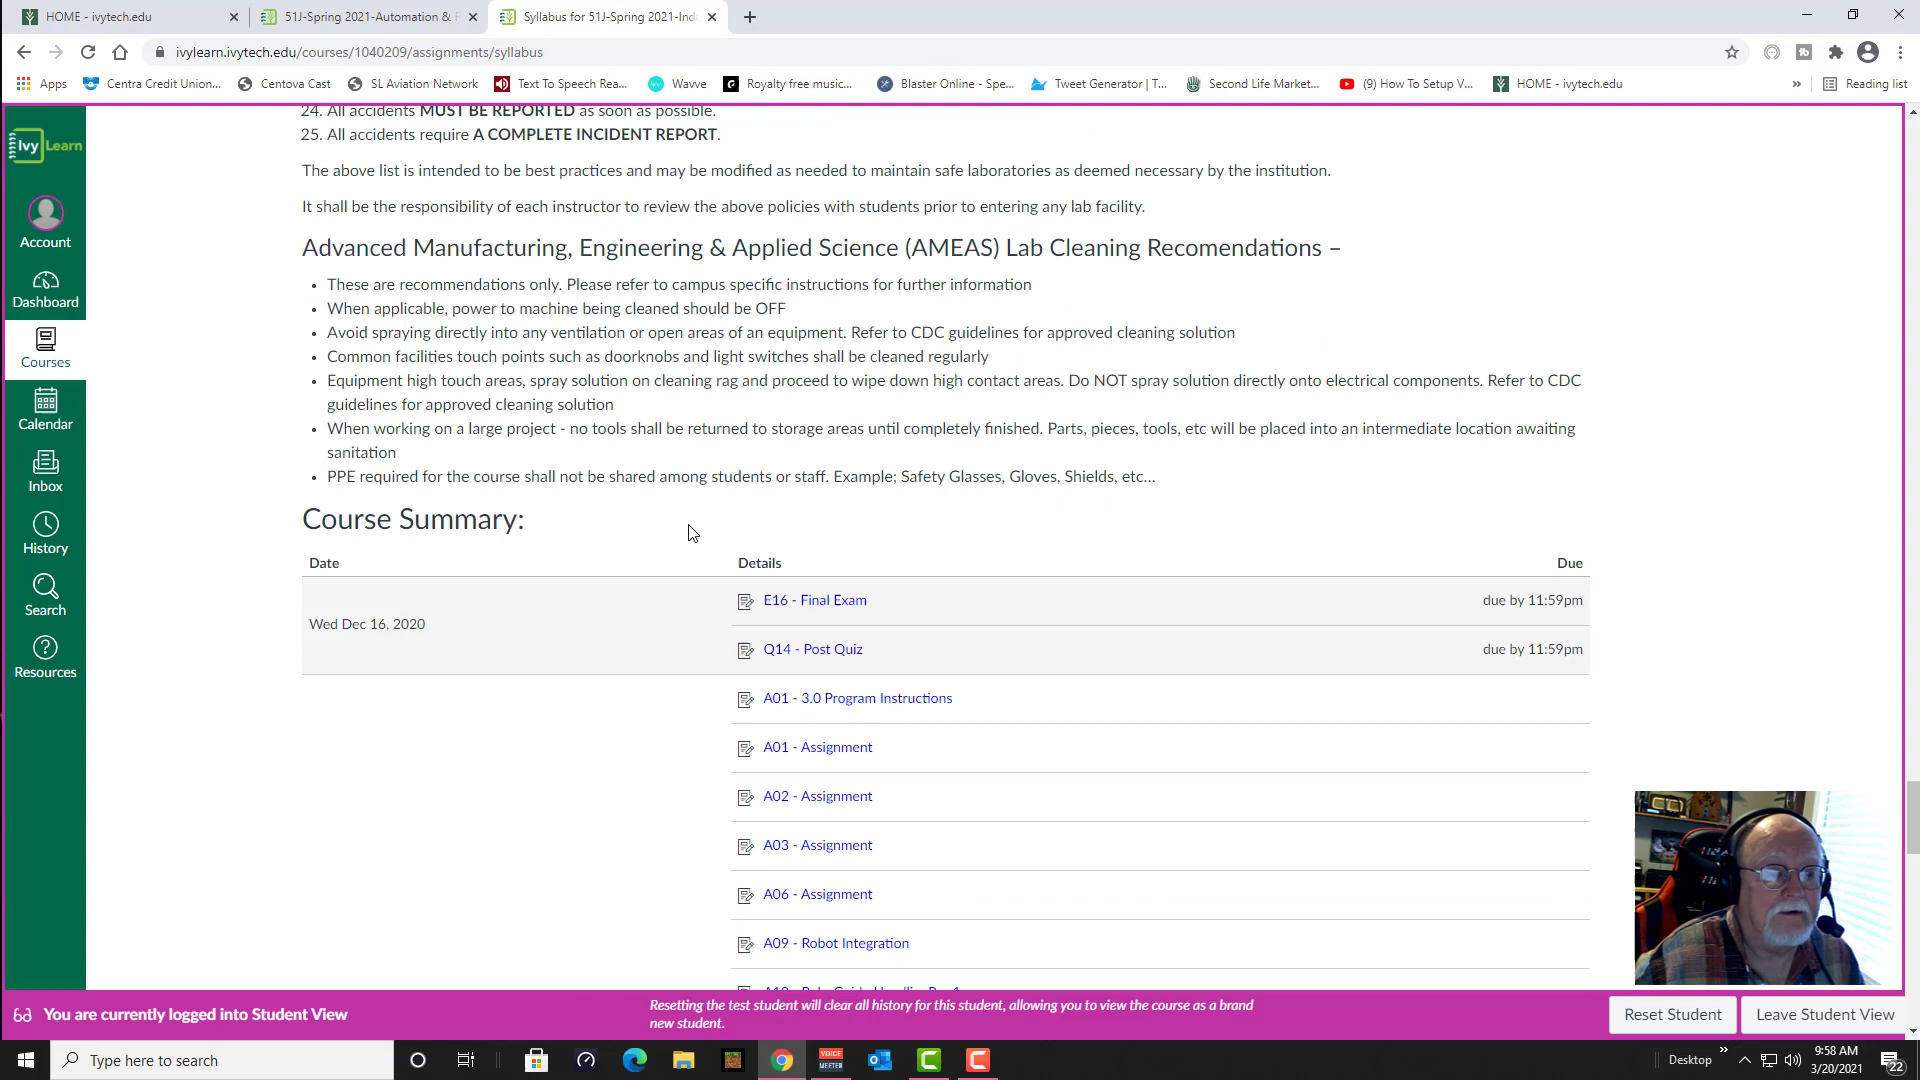 HOME - ivytech.edu
51J-Spring 2021-Automation &
Syllabus for 51J-Spring 2021-Ind
ivylearn.ivytech.edu/courses/1040209/assignments/syllabus
Apps
Centra Credit Union...
Centova Cast
SL Aviation Network
Text To Speech Rea...
Wavve
Royalty free music...
Blaster Online - Spe...
Tweet Generator | T...
Second Life Market...
(9) How To Setup V...
HOME - ivytech.edu
»
Reading list
24. All accidents MUST BE REPORTED as soon as possible.
25. All accidents require A COMPLETE INCIDENT REPORT.
Ivy Learn
The above list is intended to be best practices and may be modified as needed to maintain safe laboratories as deemed necessary by the institution.
It shall be the responsibility of each instructor to review the above policies with students prior to entering any lab facility.
Account
Dashboard
Courses
Calendar
Inbox
History
Search
Resources
Advanced Manufacturing, Engineering & Applied Science (AMEAS) Lab Cleaning Recomendations –
• These are recommendations only. Please refer to campus specific instructions for further information
• When applicable, power to machine being cleaned should be OFF
• Avoid spraying directly into any ventilation or open areas of an equipment. Refer to CDC guidelines for approved cleaning solution
• Common facilities touch points such as doorknobs and light switches shall be cleaned regularly
• Equipment high touch areas, spray solution on cleaning rag and proceed to wipe down high contact areas. Do NOT spray solution directly onto electrical components. Refer to CDC
guidelines for approved cleaning solution
• When working on a large project - no tools shall be returned to storage areas until completely finished. Parts, pieces, tools, etc will be placed into an intermediate location awaiting
sanitation
• PPE required for the course shall not be shared among students or staff. Example; Safety Glasses, Gloves, Shields, etc...
Course Summary:
Date Details Due
Wed Dec 16, 2020
E16 - Final Exam due by 11:59pm
Q14 - Post Quiz due by 11:59pm
A01 - 3.0 Program Instructions
A01 - Assignment
A02 - Assignment
A03 - Assignment
A06 - Assignment
A09 - Robot Integration
You are currently logged into Student View
Resetting the test student will clear all history for this student, allowing you to view the course as a brand
new student.
Reset Student
Leave Student View
Type here to search
VOICE
MEETER
Desktop
»
9:58 AM
3/20/2021
22